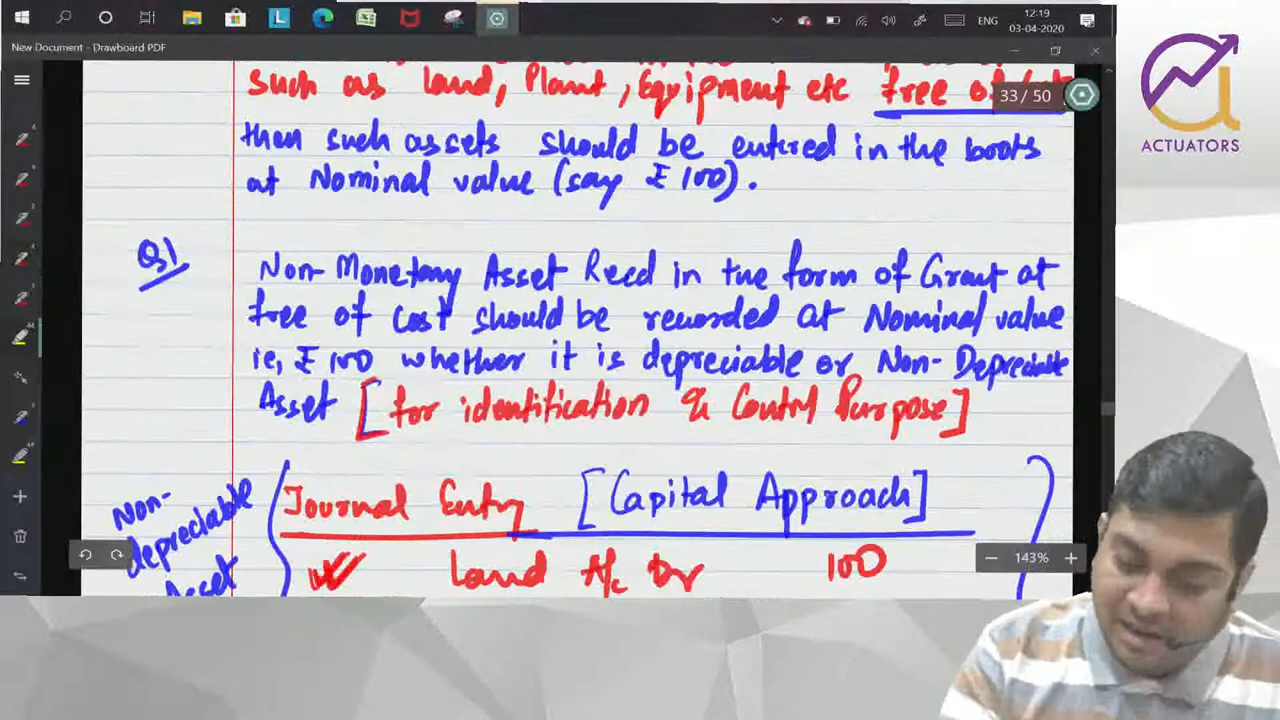 12:19
ENG
03-04-2020
New Document - Drawboard PDF
such as land, Plant, Equipment etc free of
33 / 50
then such assets should be entered in the books
at Nominal value (say ₹ 100).
Q1
Non-Monetary Asset Recd in the form of Grant at
free of cost should be recorded at Nominal value
ie, ₹ 100 whether it is depreciable or Non-Depreciable
Asset [for identification & Control Purpose]
Journal Entry [Capital Approach]
Non-
depreciable
Asset
Land A/c Dr 100
143%
ACTUATORS